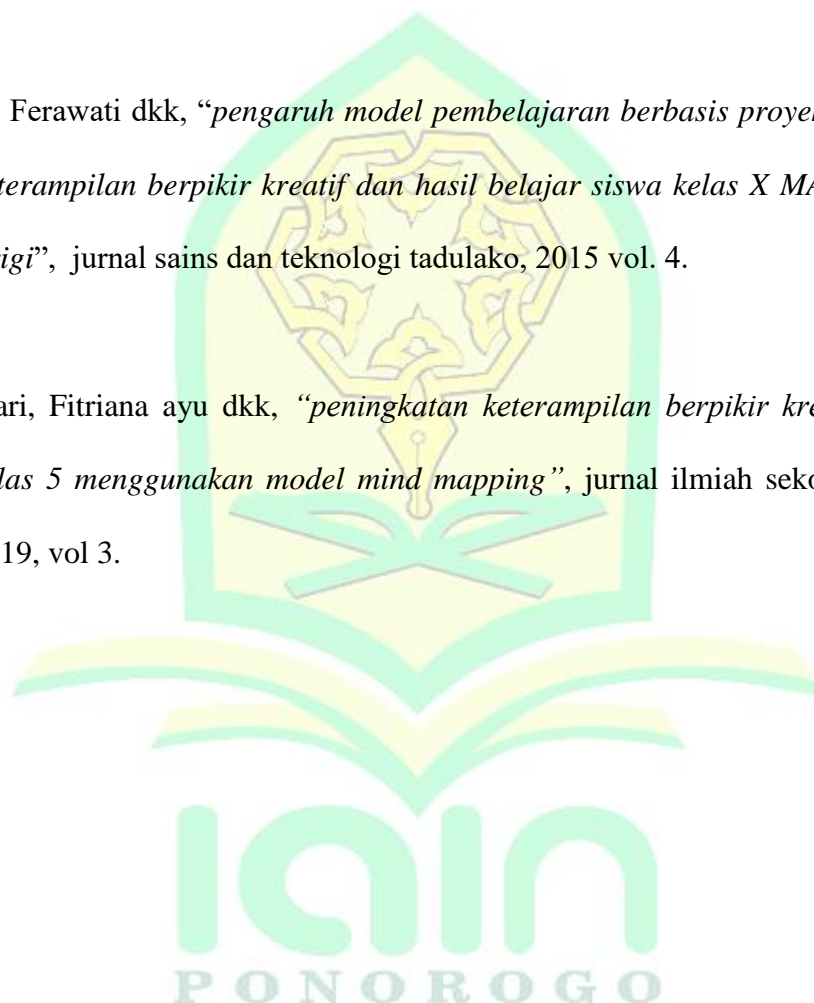 Ferawati dkk, “pengaruh model pembelajaran berbasis proyek
terampilan berpikir kreatif dan hasil belajar siswa kelas X MA
igi”, jurnal sains dan teknologi tadulako, 2015 vol. 4.
ari, Fitriana ayu dkk, “peningkatan keterampilan berpikir kre
las 5 menggunakan model mind mapping”, jurnal ilmiah seko
19, vol 3.
iain
PONOROGO